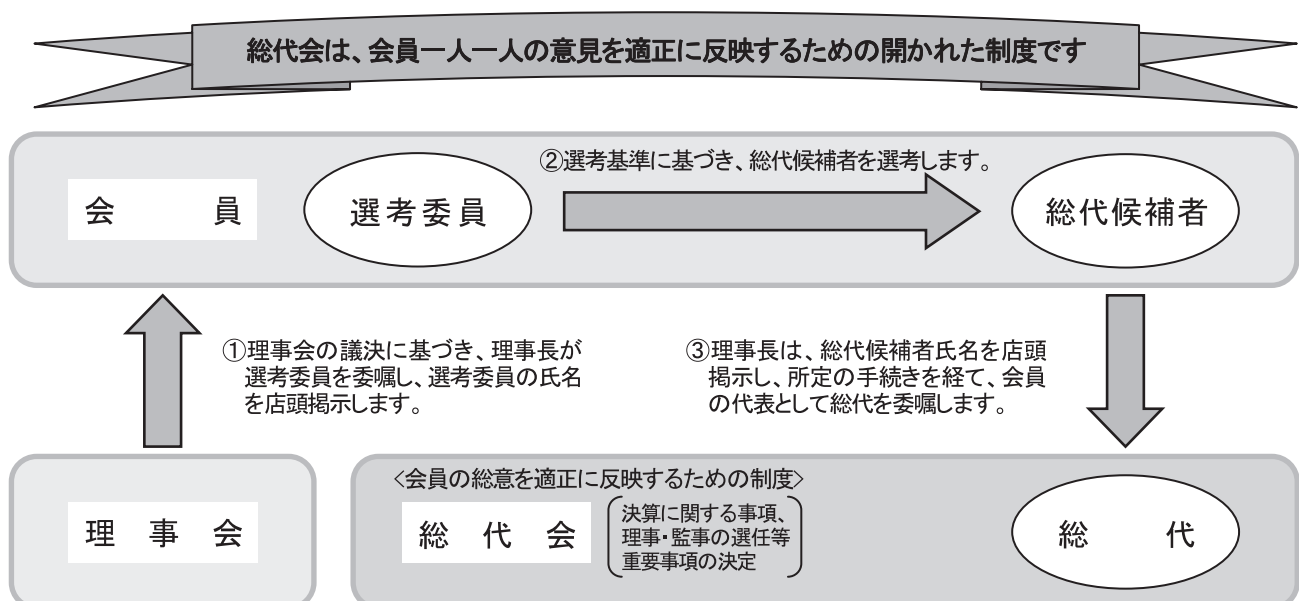 総代会は、会員一人一人の意見を適正に反映するための開かれた制度です
②選考基準に基づき、総代候補者を選考します。
会員
選考委員
総代候補者
①理事会の議決に基づき、理事長が
選考委員を委嘱し、選考委員の氏名
を店頭掲示します。
③理事長は、総代候補者氏名を店頭
掲示し、所定の手続きを経て、会員
の代表として総代を委嘱します。
理事会
<会員の総意を適正に反映するための制度>
総代会
決算に関する事項、
理事・監事の選任等
重要事項の決定
総代